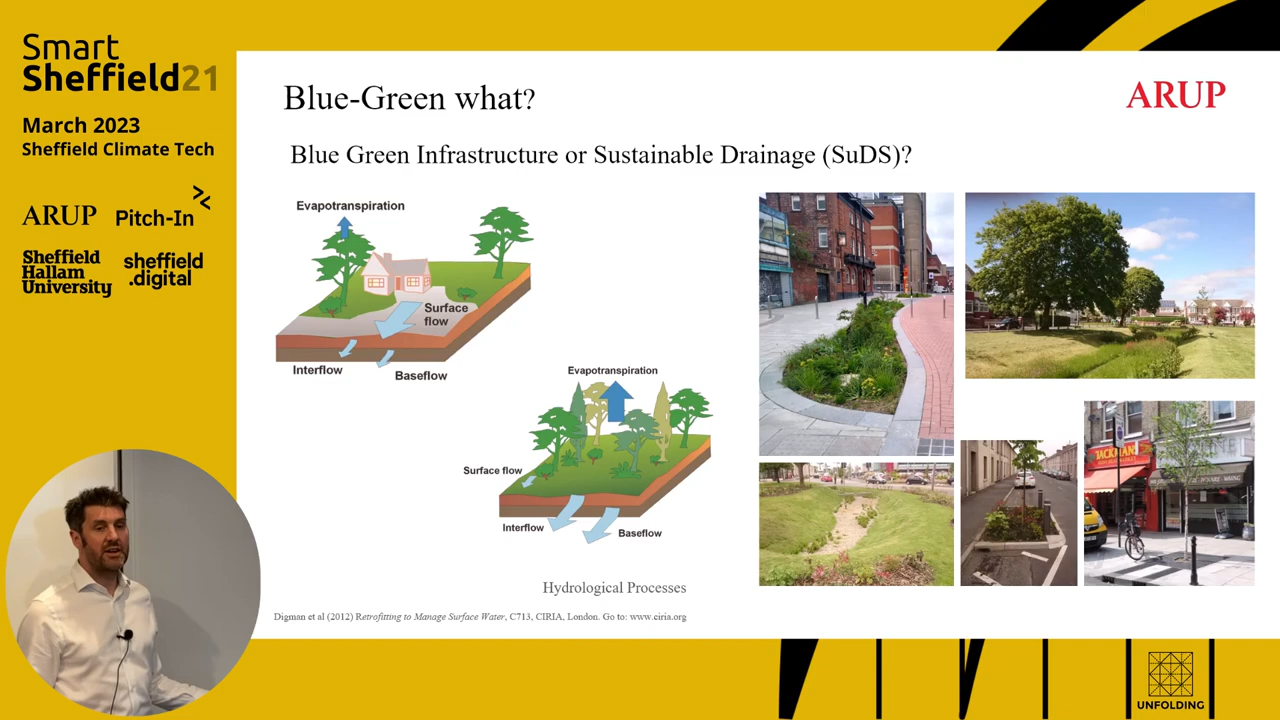 Smart
Sheffield21
March 2023
Sheffield Climate Tech
ARUP
Pitch-In
Sheffield
Hallam
University
sheffield
.digital
Blue-Green what?
ARUP
Blue Green Infrastructure or Sustainable Drainage (SuDS)?
Evapotranspiration
Surface
flow
Interflow
Baseflow
Evapotranspiration
Surface flow
Interflow
Baseflow
Hydrological Processes
Digman et al (2012) Retrofitting to Manage Surface Water, C713, CIRIA, London. Go to: www.ciria.org
UNFOLDING